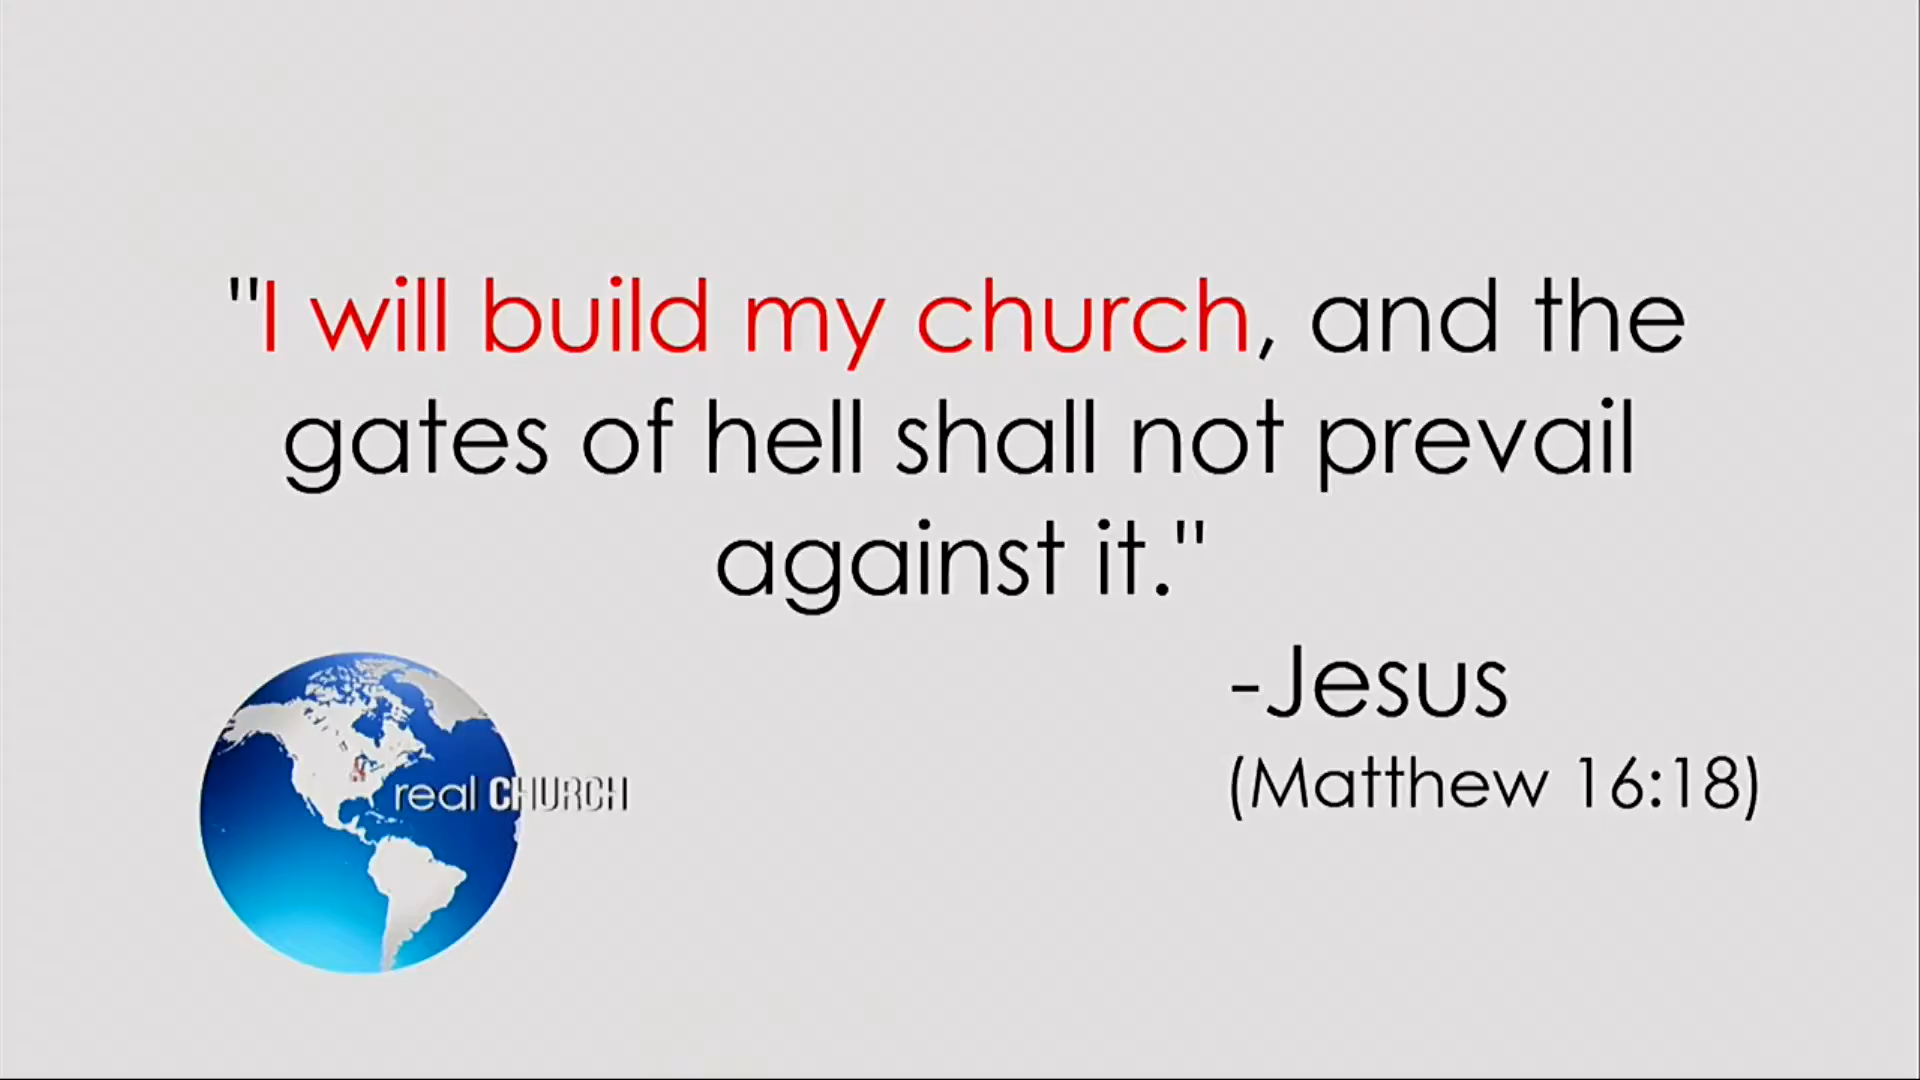 "I will build my church, and the
gates of hell shall not prevail
against it."
-Jesus
(Matthew 16:18)
real CHURCH